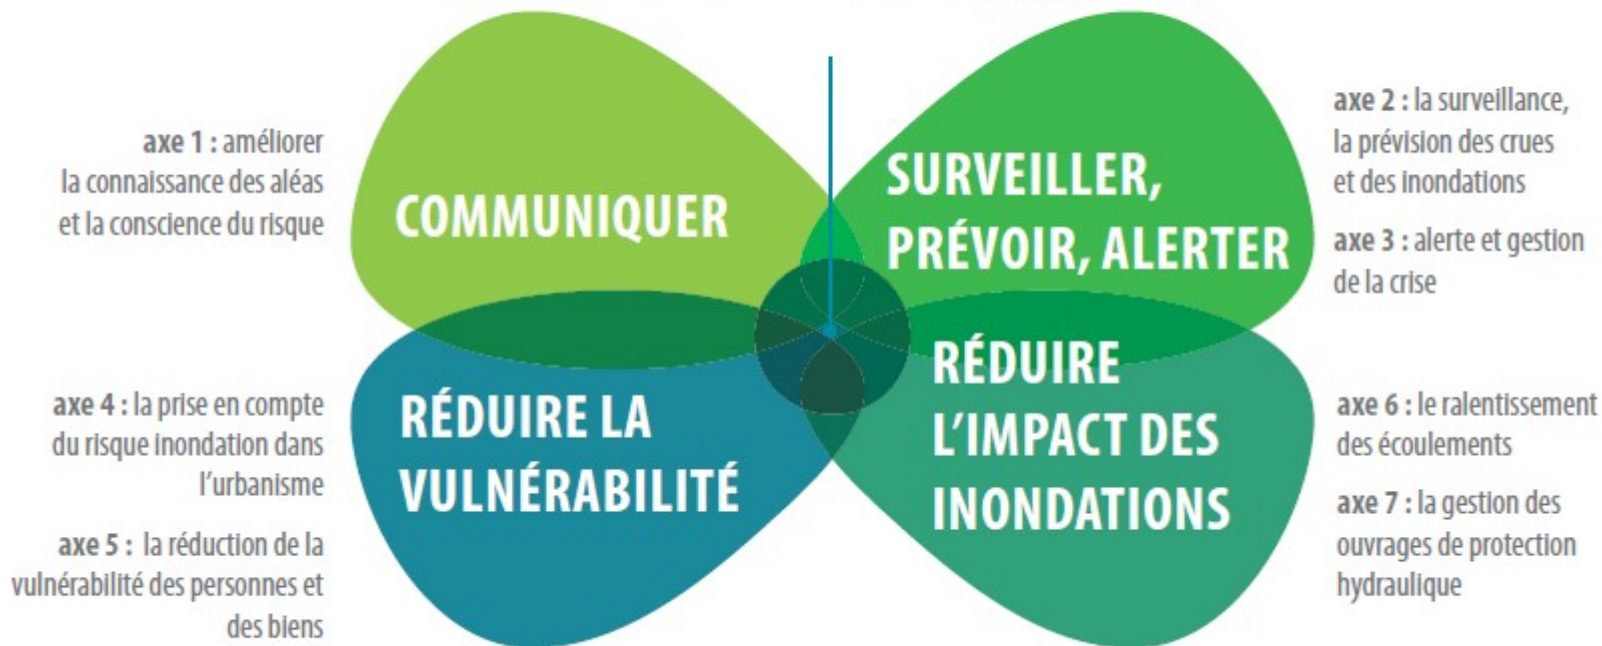 axe 1 : améliorer
la connaissance des aléas
et la conscience du risque
COMMUNIQUER
SURVEILLER,
PRÉVOIR, ALERTER
axe 2 : la surveillance,
la prévision des crues
et des inondations
axe 3 : alerte et gestion
de la crise
axe 4 : la prise en compte
du risque inondation dans
l’urbanisme
axe 5 : la réduction de la
vulnérabilité des personnes et
des biens
RÉDUIRE LA
VULNÉRABILITÉ
RÉDUIRE
L’IMPACT DES
INONDATIONS
axe 6 : le ralentissement
des écoulements
axe 7 : la gestion des
ouvrages de protection
hydraulique